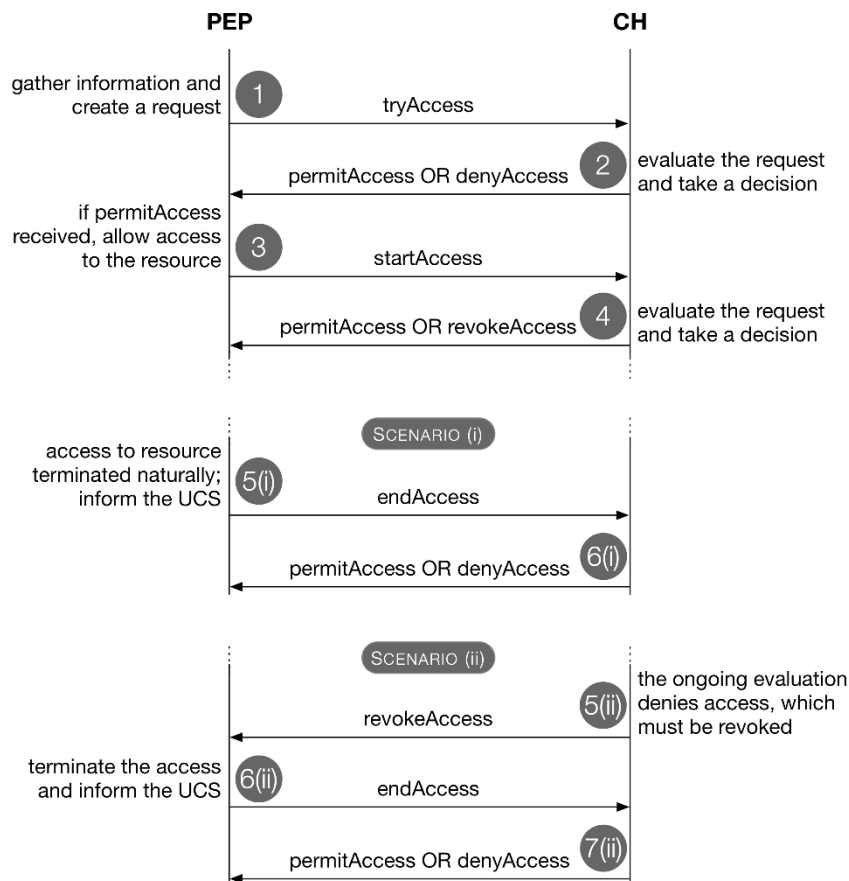 PEP
CH
gather information and
create a request
1
tryAccess
2
evaluate the request
and take a decision
permitAccess OR denyAccess
if permitAccess
received, allow access
to the resource
3
startAccess
4
evaluate the request
and take a decision
permitAccess OR revokeAccess
SCENARIO (i)
access to resource
terminated naturally;
inform the UCS
5(i)
endAccess
6(i)
permitAccess OR denyAccess
SCENARIO (ii)
5(ii)
the ongoing evaluation
denies access, which
must be revoked
revokeAccess
terminate the access
and inform the UCS
6(ii)
endAccess
7(ii)
permitAccess OR denyAccess